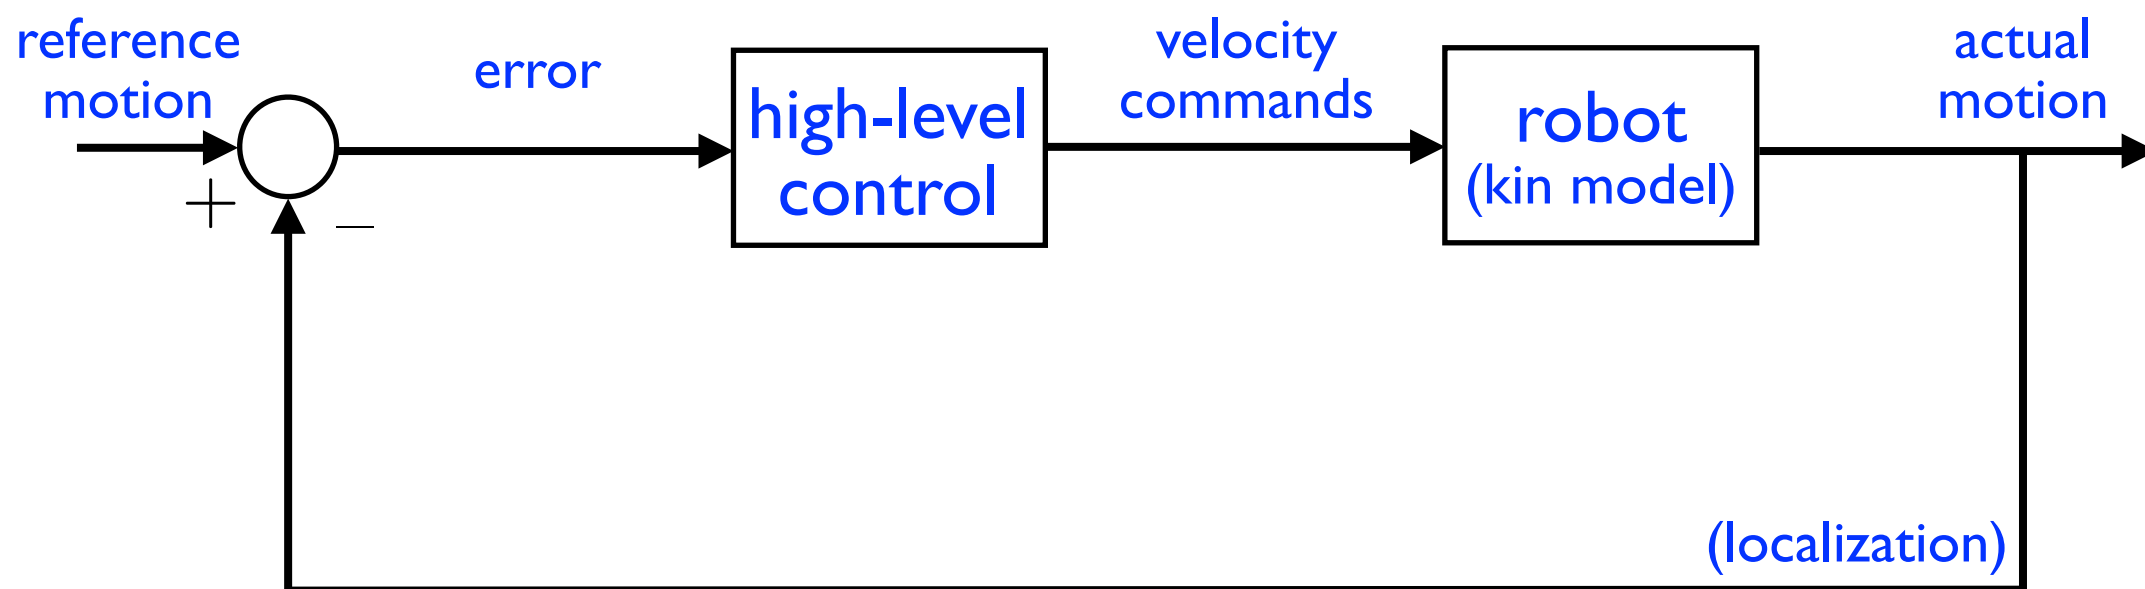 reference
motion
error
high-level
control
velocity
commands
robot
(kin model)
actual
motion
+
–
(localization)